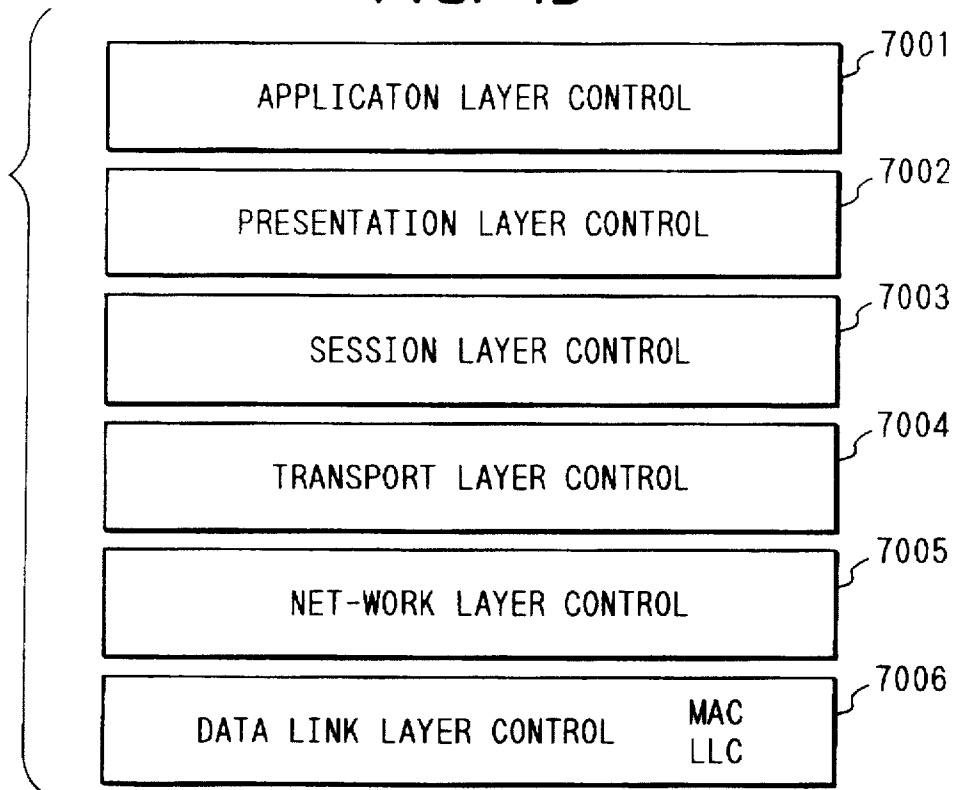 7001
APPLICATON LAYER CONTROL
7002
PRESENTATION LAYER CONTROL
7003
SESSION LAYER CONTROL
7004
TRANSPORT LAYER CONTROL
7005
NET-WORK LAYER CONTROL
7006
DATA LINK LAYER CONTROL
MAC
LLC